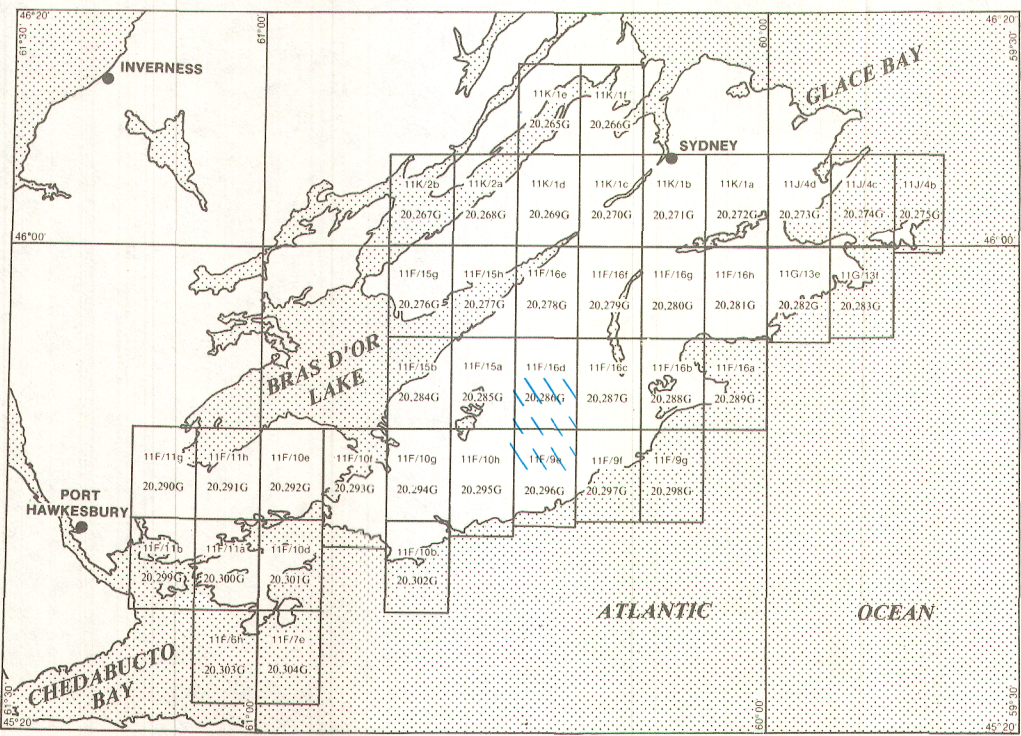 46°20'
61°30'
61°00'
60°00'
46°20'
59°30'
INVERNESS
GLACE BAY
11K/1e
11K/1f
20,265G
20,266G
SYDNEY
11K/2b
11K/2a
11K/1d
11K/1c
11K/1b
11K/1a
11J/4d
11J/4c
11J/4b
20,267G
20,268G
20,269G
20,270G
20,271G
20,272G
20,273G
20,274G
20,275G
46°00'
46°00'
11F/15g
11F/15h
11F/16e
11F/16f
11F/16g
11F/16h
11G/13e
11G/13f
20,276G
20,277G
20,278G
20,279G
20,280G
20,281G
20,282G
20,283G
BRAS D'OR
LAKE
11F/15b
11F/15a
11F/16d
11F/16c
11F/16b
11F/16a
20,284G
20,285G
20,286G
20,287G
20,288G
20,289G
11F/11g
11F/11h
11F/10e
11F/10f
11F/10g
11F/10h
11F/9e
11F/9f
11F/9g
20,290G
20,291G
20,292G
20,293G
20,294G
20,295G
20,296G
20,297G
20,298G
PORT
HAWKESBURY
11F/11b
11F/11a
11F/10d
11F/10b
20,299G
20,300G
20,301G
20,302G
ATLANTIC OCEAN
11F/6h
11F/7e
20,303G
20,304G
CHEDABUCTO
BAY
61°30'
45°20'
61°00'
60°00'
59°30'
45°20'